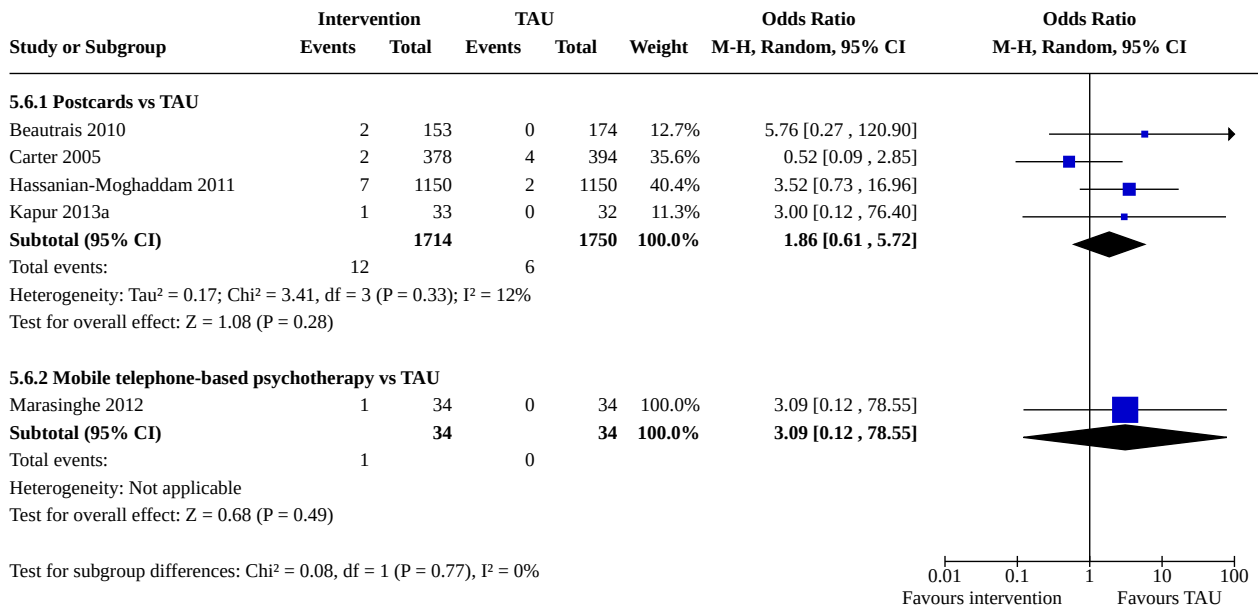 Intervention TAU Odds Ratio Odds Ratio
Study or Subgroup Events Total Events Total Weight M-H, Random, 95% CI M-H, Random, 95% CI
5.6.1 Postcards vs TAU
Beautrais 2010 2 153 0 174 12.7% 5.76 [0.27 , 120.90]
Carter 2005 2 378 4 394 35.6% 0.52 [0.09 , 2.85]
Hassanian-Moghaddam 2011 7 1150 2 1150 40.4% 3.52 [0.73 , 16.96]
Kapur 2013a 1 33 0 32 11.3% 3.00 [0.12 , 76.40]
Subtotal (95% CI) 1714 1750 100.0% 1.86 [0.61 , 5.72]
Total events: 12 6
Heterogeneity: Tau² = 0.17; Chi² = 3.41, df = 3 (P = 0.33); I² = 12%
Test for overall effect: Z = 1.08 (P = 0.28)
5.6.2 Mobile telephone-based psychotherapy vs TAU
Marasinghe 2012 1 34 0 34 100.0% 3.09 [0.12 , 78.55]
Subtotal (95% CI) 34 34 100.0% 3.09 [0.12 , 78.55]
Total events: 1 0
Heterogeneity: Not applicable
Test for overall effect: Z = 0.68 (P = 0.49)
Test for subgroup differences: Chi² = 0.08, df = 1 (P = 0.77), I² = 0%
0.01 0.1 1 10 100
Favours intervention Favours TAU